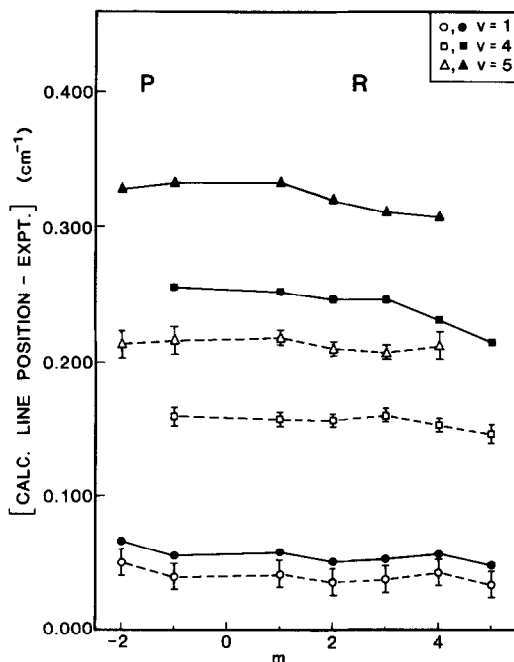 ○,● v = 1
□,■ v = 4
△,▲ v = 5
P R
[CALC. LINE POSITION - EXPT.] (cm⁻¹)
0.400
0.300
0.200
0.100
0.000
-2 0 2 4
m